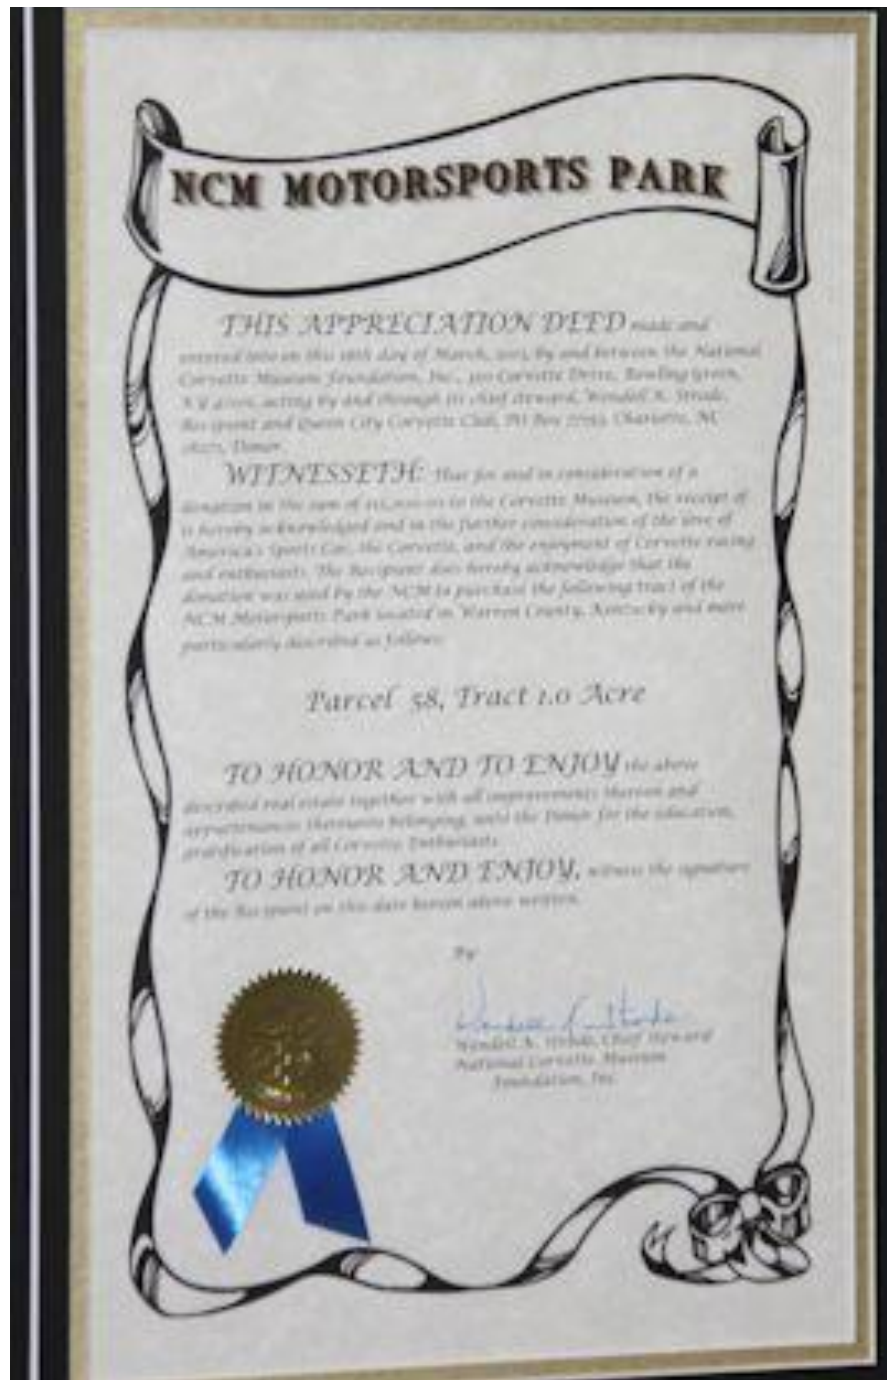 NCM MOTORSPORTS PARK
THIS APPRECIATION DEED made and
entered into on this day of March, by and between the National
Corvette Museum Foundation, Inc., Corvette Drive, Bowling Green,
acting by and through its chief steward, Wendell A. Strode,
Recipient and Queen City Corvette Club, PO Box Charlotte, NC
Donor.
WITNESSETH: That for and in consideration of a
donation in the sum of to the Corvette Museum, the receipt of
is hereby acknowledged and in the further consideration of the love of
America's Sports Car, the Corvette, and the enjoyment of Corvette racing
and enthusiasts. The Recipient does hereby acknowledge that the
donation was used by the NCM to purchase the following tract of the
NCM Motorsports Park located in Warren County, Kentucky and more
particularly described as follows:
Parcel 58, Tract 1.0 Acre
TO HONOR AND TO ENJOY the above
described real estate together with all improvements thereon and
appurtenances thereunto belonging, unto the Donor for the education,
gratification of all Corvette Enthusiasts.
TO HONOR AND ENJOY, witness the signature
of the Recipient on this date herein above written.
By
Wendell A. Strode, Chief Steward
National Corvette Museum
Foundation, Inc.